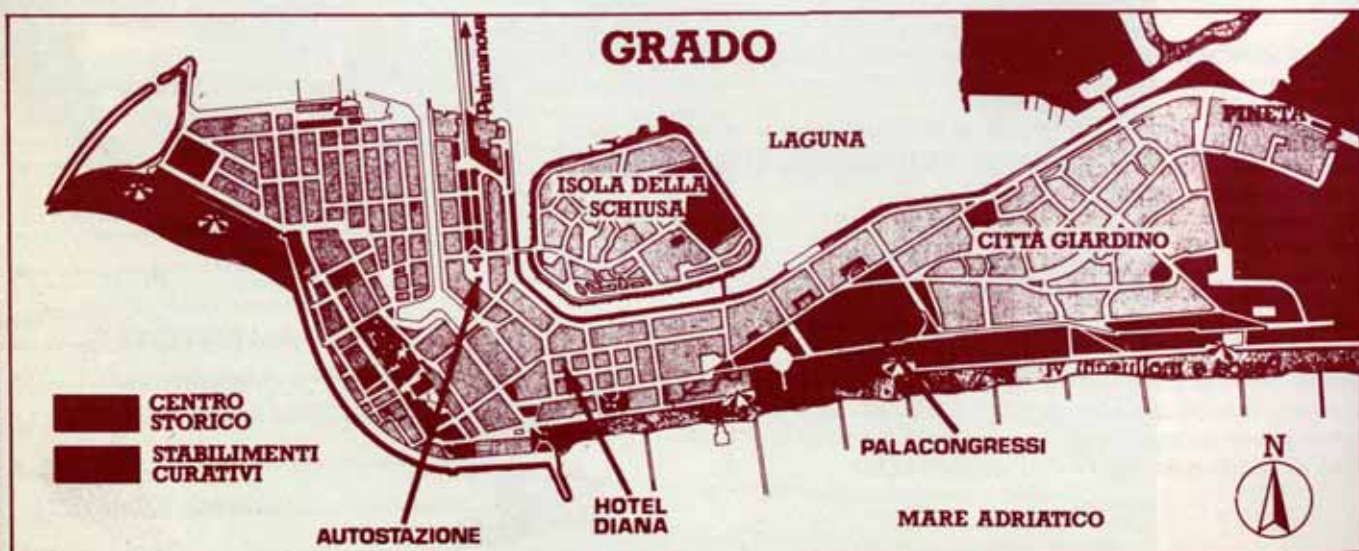 GRADO
Palmanova
LAGUNA
PINETA
ISOLA DELLA
SCHIUSA
CITTÀ GIARDINO
CENTRO
STORICO
STABILIMENTI
CURATIVI
AUTOSTAZIONE
HOTEL
DIANA
PALACONGRESSI
MARE ADRIATICO
N